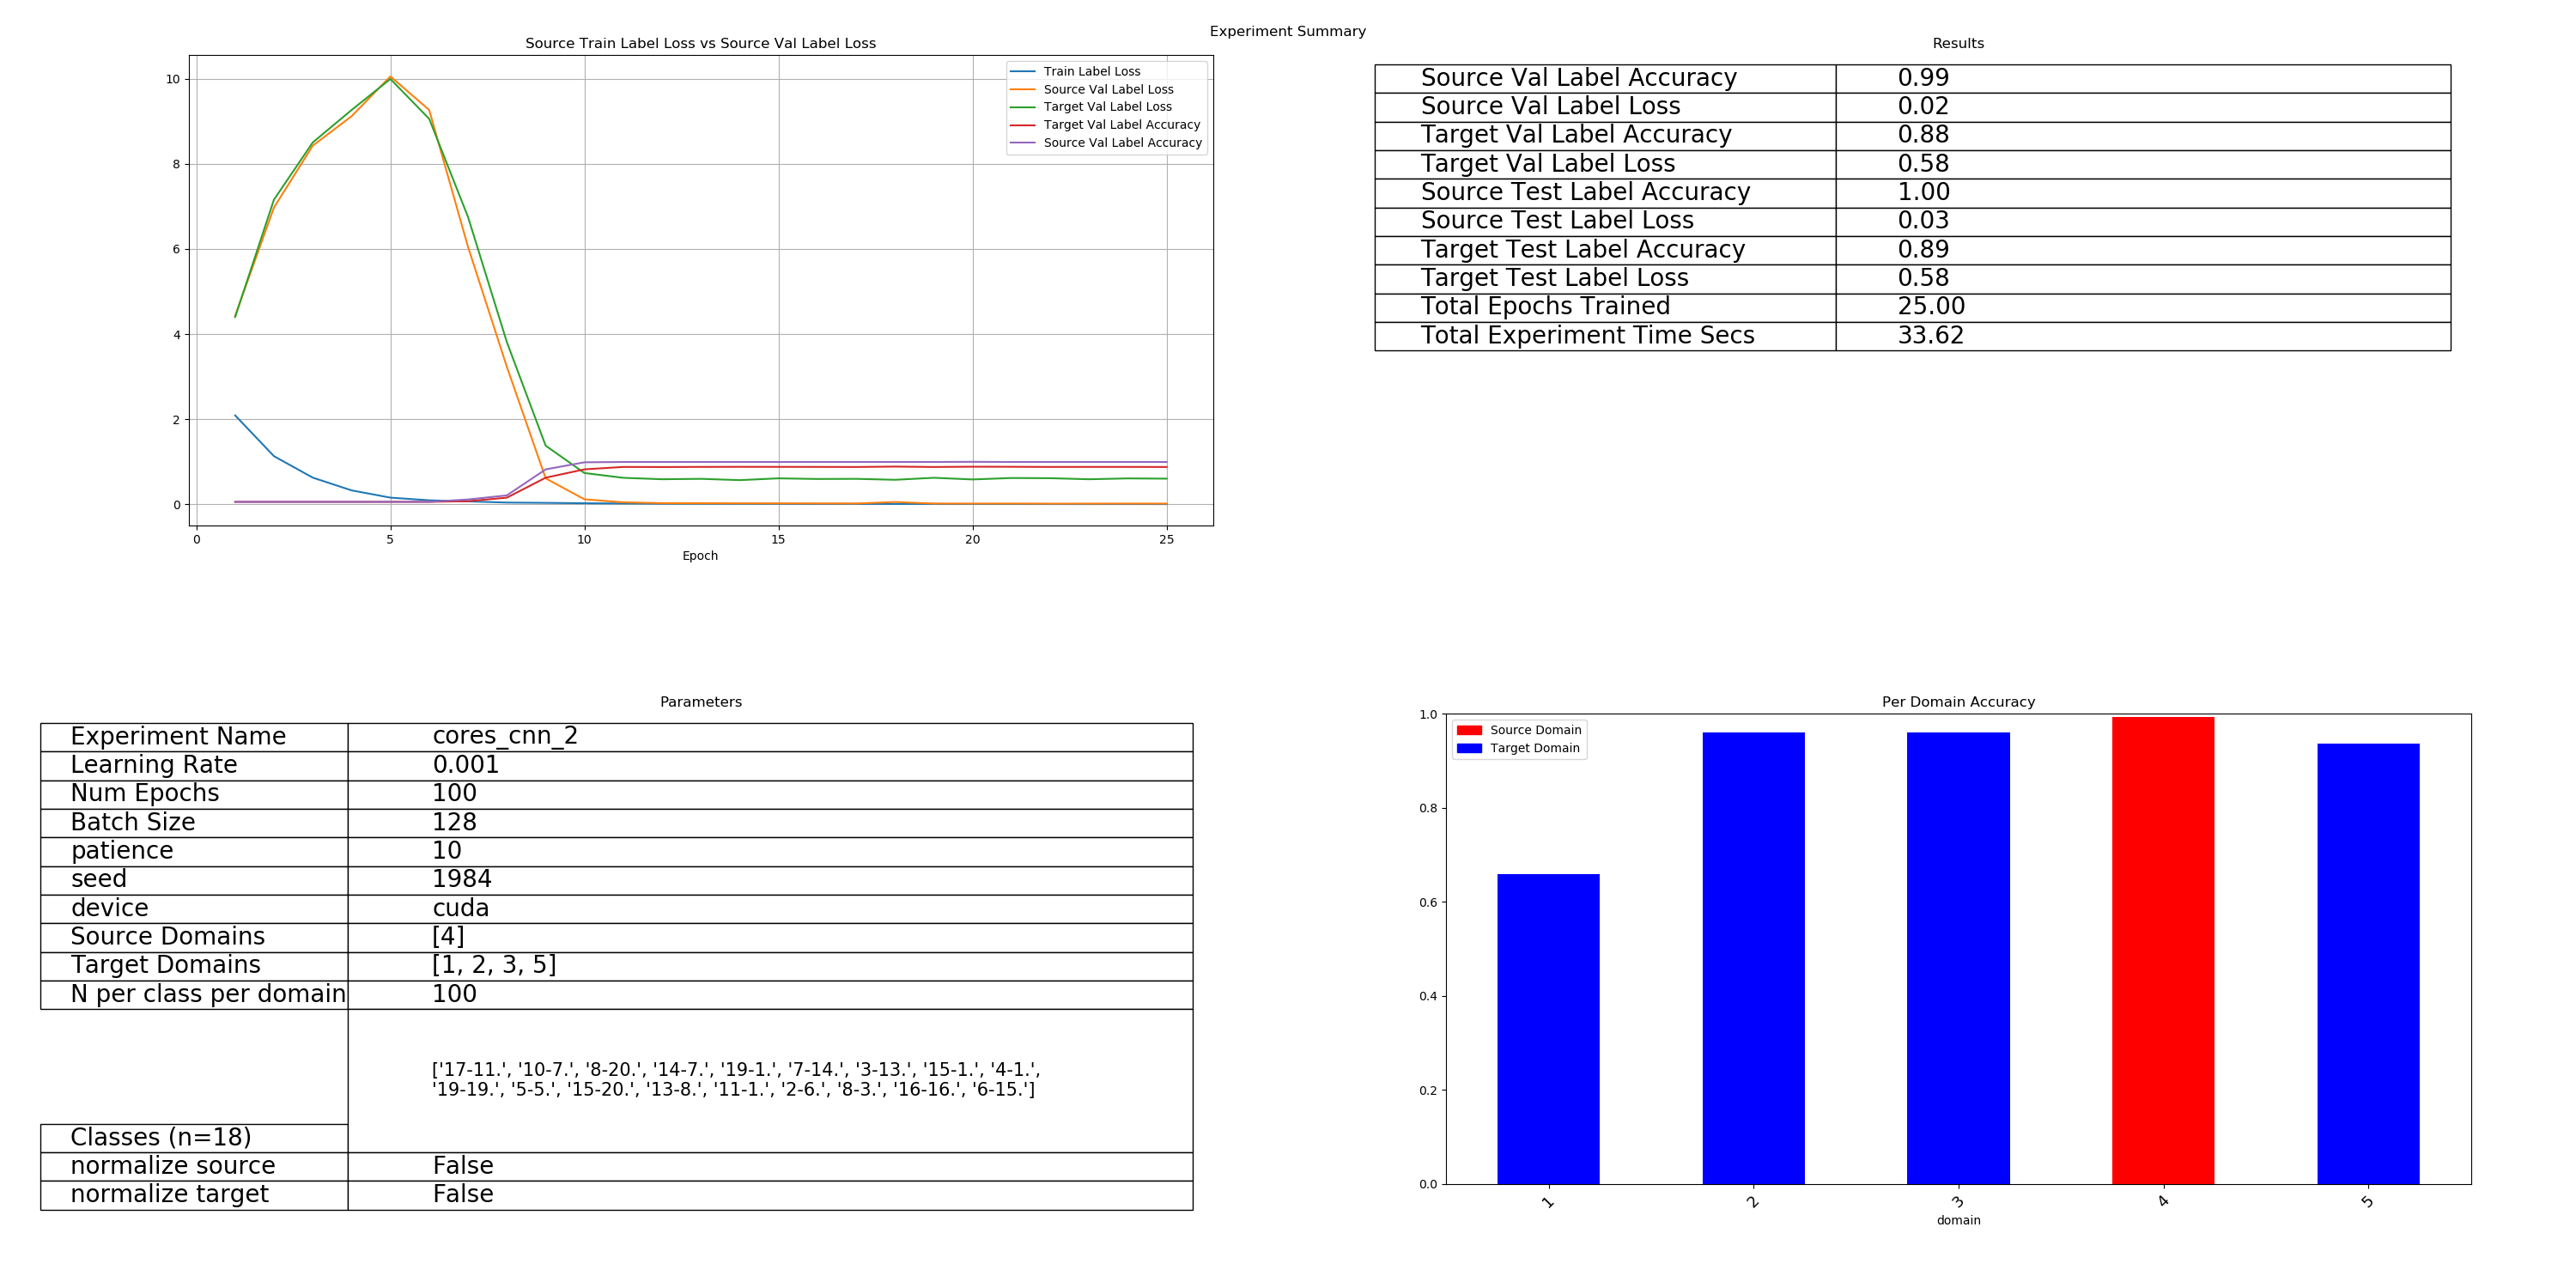 Experiment Summary
Source Train Label Loss vs Source Val Label Loss
10
8
6
4
2
0
0 5 10 15 20 25
Epoch
Train Label Loss
Source Val Label Loss
Target Val Label Loss
Target Val Label Accuracy
Source Val Label Accuracy
Results
Source Val Label Accuracy 0.99
Source Val Label Loss 0.02
Target Val Label Accuracy 0.88
Target Val Label Loss 0.58
Source Test Label Accuracy 1.00
Source Test Label Loss 0.03
Target Test Label Accuracy 0.89
Target Test Label Loss 0.58
Total Epochs Trained 25.00
Total Experiment Time Secs 33.62
Parameters
Experiment Name cores_cnn_2
Learning Rate 0.001
Num Epochs 100
Batch Size 128
patience 10
seed 1984
device cuda
Source Domains [4]
Target Domains [1, 2, 3, 5]
N per class per domain 100
['17-11.', '10-7.', '8-20.', '14-7.', '19-1.', '7-14.', '3-13.', '15-1.', '4-1.',
'19-19.', '5-5.', '15-20.', '13-8.', '11-1.', '2-6.', '8-3.', '16-16.', '6-15.']
Classes (n=18)
normalize source False
normalize target False
Per Domain Accuracy
1.0
0.8
0.6
0.4
0.2
0.0
Source Domain
Target Domain
1 2 3 4 5
domain